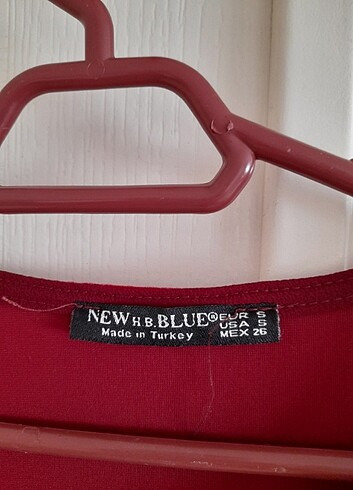 NEW H.B.BLUE® EUR S
USA S
Made in Turkey MEX 26